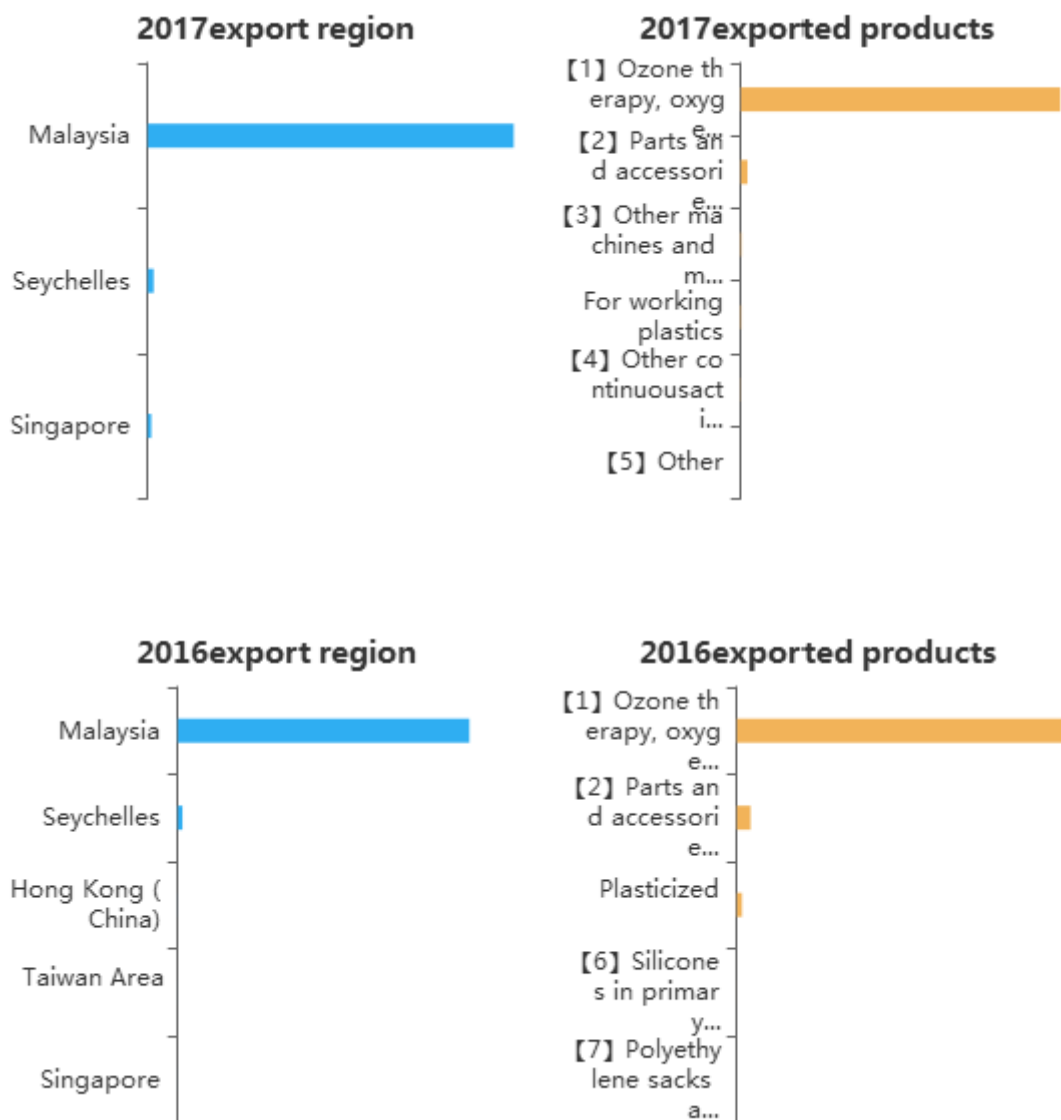 2017export region
Malaysia
Seychelles
Singapore
2017exported products
【1】Ozone th
erapy, oxyg
e...
【2】Parts an
d accessori
e...
【3】Other ma
chines and
m...
For working
plastics
【4】Other co
ntinuousacti
i...
【5】Other
2016export region
Malaysia
Seychelles
Hong Kong (
China)
Taiwan Area
Singapore
2016exported products
【1】Ozone th
erapy, oxyg
e...
【2】Parts an
d accessori
e...
Plasticized
【6】Silicone
s in primar
y...
【7】Polyethy
lene sacks
a...